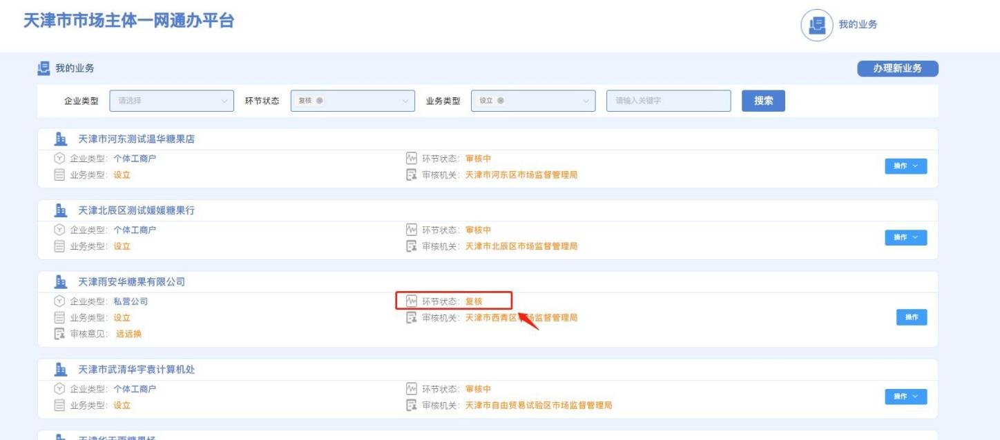 天津市市场主体一网通办平台
我的业务
我的业务
办理新业务
企业类型 请选择 环节状态 复核 业务类型 设立 请输入关键字 搜索
天津市河东测试温华糖果店
企业类型: 个体工商户 环节状态: 审核中
操作
业务类型: 设立 审核机关: 天津市河东区市场监督管理局
天津北辰区测试媛媛糖果行
企业类型: 个体工商户 环节状态: 审核中
操作
业务类型: 设立 审核机关: 天津市北辰区市场监督管理局
天津雨安华糖果有限公司
企业类型: 私营公司 环节状态: 复核
业务类型: 设立 审核机关: 天津市西青区市场监督管理局 操作
审核意见: 远远换
天津市武清华宇袁计算机处
企业类型: 个体工商户 环节状态: 审核中
操作
业务类型: 设立 审核机关: 天津市自由贸易试验区市场监督管理局